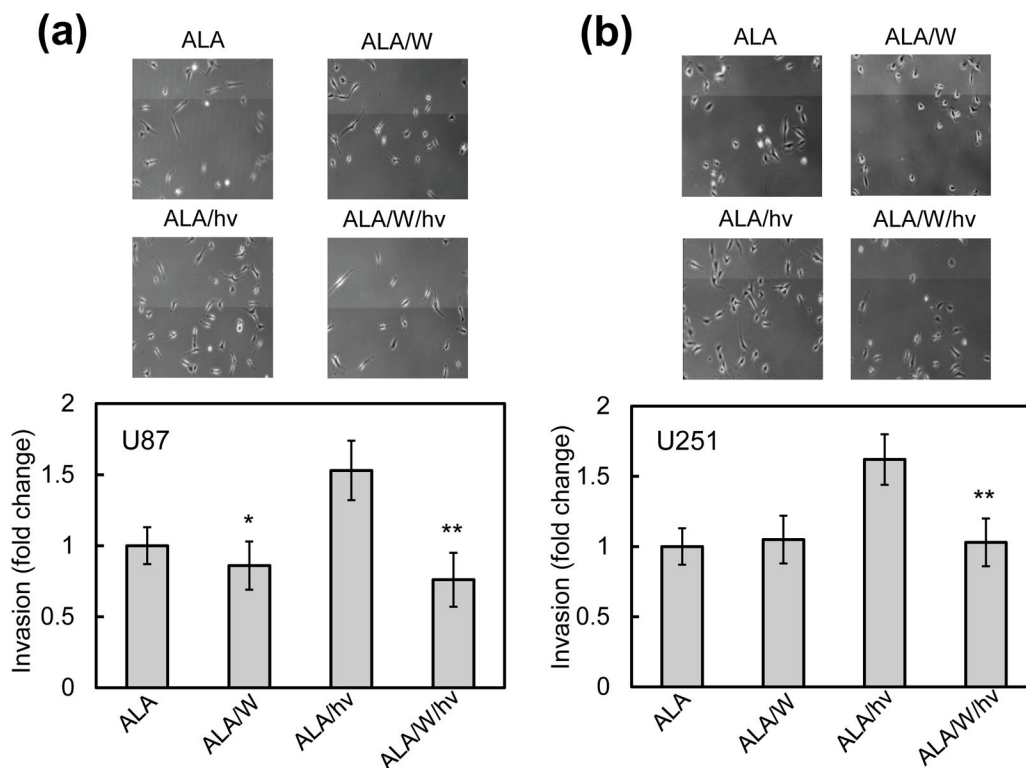 (a)
ALA
ALA/W
ALA/hv
ALA/W/hv
2
1.5
1
0.5
0
Invasion (fold change)
U87
*
**
ALA
ALA/W
ALA/hv
ALA/W/hv
(b)
ALA
ALA/W
ALA/hv
ALA/W/hv
2
1.5
1
0.5
0
Invasion (fold change)
U251
**
ALA
ALA/W
ALA/hv
ALA/W/hv